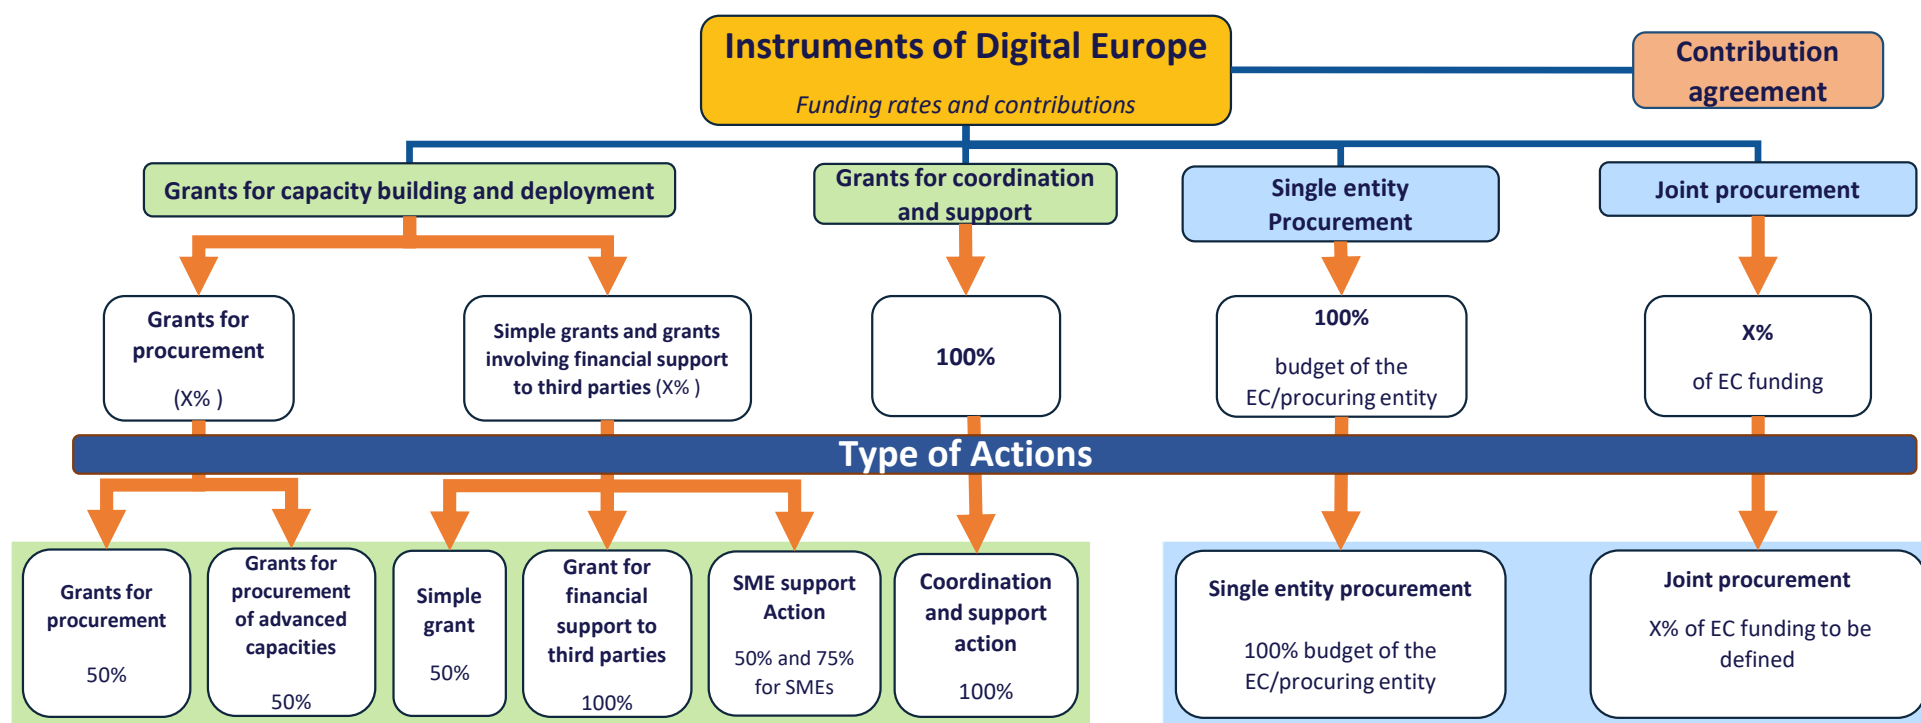 Instruments of Digital Europe
Funding rates and contributions
Contribution
agreement
Grants for capacity building and deployment
Grants for coordination
and support
Single entity
Procurement
Joint procurement
Grants for
procurement
(X% )
Simple grants and grants
involving financial support
to third parties (X% )
100%
100%
budget of the
EC/procuring entity
X%
of EC funding
Type of Actions
Grants for
procurement
50%
Grants for
procurement
of advanced
capacities
50%
Simple
grant
50%
Grant for
financial
support to
third parties
100%
SME support
Action
50% and 75%
for SMEs
Coordination
and support
action
100%
Single entity procurement
100% budget of the
EC/procuring entity
Joint procurement
X% of EC funding to be
defined